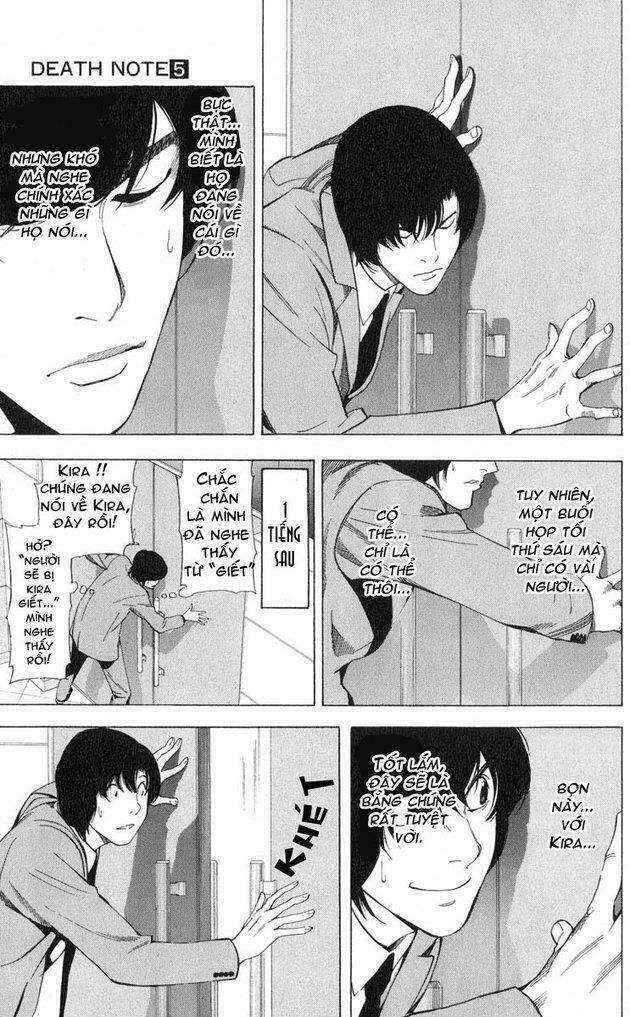 DEATH NOTE 5
BỰC
THẬT...
MÌNH
BIẾT LÀ
HỌ
ĐANG
NÓI VỀ
CÁI GÌ
ĐÓ...
NHƯNG KHÓ
MÀ NGHE
CHÍNH XÁC
NHỮNG GÌ
HỌ NÓI...
TUY NHIÊN,
MỘT BUỔI
HỌP TỐI
THỨ SÁU MÀ
CHỈ CÓ VÀI
NGƯỜI...
CÓ
THỂ...
CHỈ LÀ
CÓ THỂ
THÔI...
1
TIẾNG
SAU
CHẮC
CHẮN
LÀ MÌNH
ĐÃ NGHE
THẤY
TỪ "GIẾT"
KIRA !!
CHÚNG ĐANG
NÓI VỀ KIRA,
ĐÂY RỒI!
HỞ?
"NGƯỜI
SẼ BỊ
KIRA
GIẾT..."
MÌNH
NGHE
THẤY
RỒI!
BỌN
NÀY...
VỚI
KIRA...
TỐT LẮM,
ĐÂY SẼ LÀ
BẰNG CHỨNG
RẤT TUYỆT
VỜI.
KHÉT